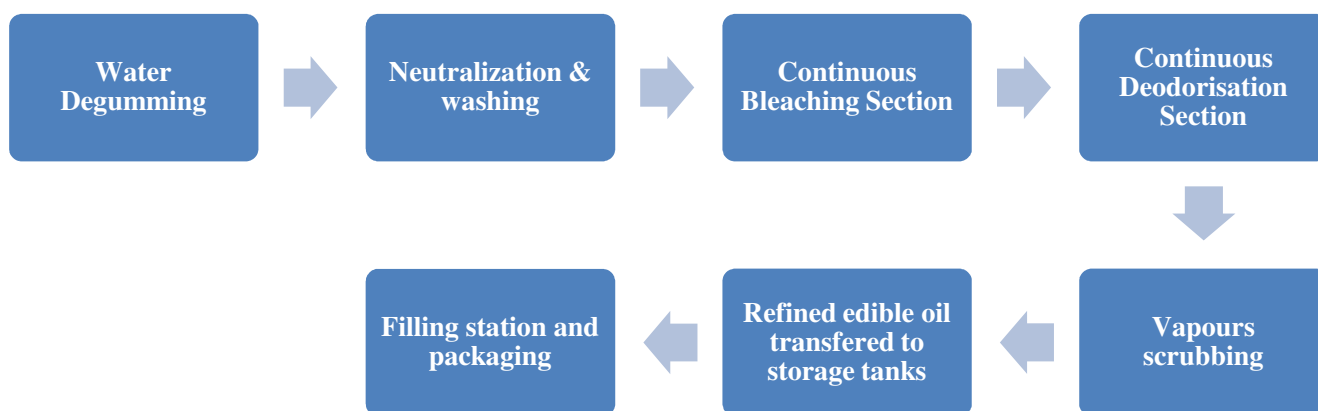 Water
Degumming
Neutralization &
washing
Continuous
Bleaching Section
Continuous
Deodorisation
Section
Vapours
scrubbing
Refined edible oil
transfered to
storage tanks
Filling station and
packaging